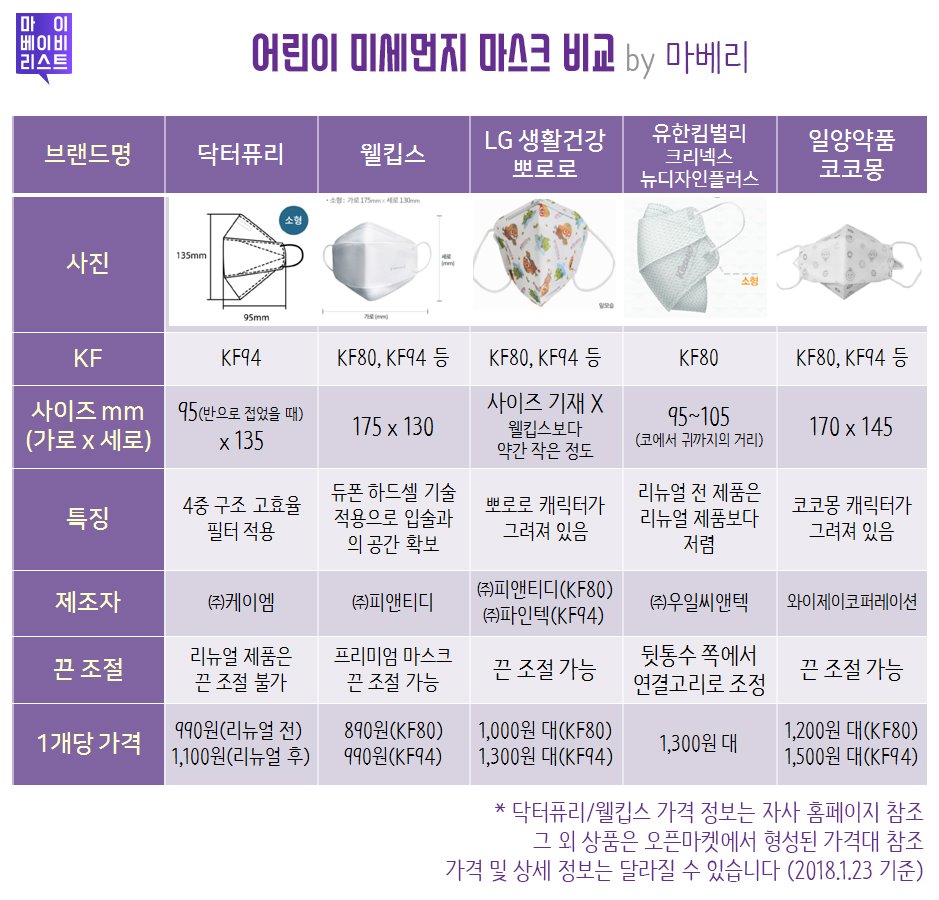 마 이
베이비
리스트
어린이 미세먼지 마스크 비교 by 마베리
브랜드명
닥터퓨리
웰킵스
LG 생활건강
뽀로로
유한킴벌리
크리넥스
뉴디자인플러스
일양약품
코코몽
사진
소형
135mm
95mm
• 소형 : 가로 175mm × 세로 130mm
세로
(mm)
가로 (mm)
앞모습
소형
KF
KF94
KF80, KF94 등
KF80, KF94 등
KF80
KF80, KF94 등
사이즈 mm
(가로 x 세로)
95(반으로 접었을 때)
x 135
175 x 130
사이즈 기재 X
웰킵스보다
약간 작은 정도
95~105
(코에서 귀까지의 거리)
170 x 145
특징
4중 구조 고효율
필터 적용
듀폰 하드셀 기술
적용으로 입술과
의 공간 확보
뽀로로 캐릭터가
그려져 있음
리뉴얼 전 제품은
리뉴얼 제품보다
저렴
코코몽 캐릭터가
그려져 있음
제조자
㈜케이엠
㈜피앤티디
㈜피앤티디(KF80)
㈜파인텍(KF94)
㈜우일씨앤텍
와이제이코퍼레이션
끈 조절
리뉴얼 제품은
끈 조절 불가
프리미엄 마스크
끈 조절 가능
끈 조절 가능
뒷통수 쪽에서
연결고리로 조정
끈 조절 가능
1개당 가격
990원(리뉴얼 전)
1,100원(리뉴얼 후)
890원(KF80)
990원(KF94)
1,000원 대(KF80)
1,300원 대(KF94)
1,300원 대
1,200원 대(KF80)
1,500원 대(KF94)
* 닥터퓨리/웰킵스 가격 정보는 자사 홈페이지 참조
그 외 상품은 오픈마켓에서 형성된 가격대 참조
가격 및 상세 정보는 달라질 수 있습니다 (2018.1.23 기준)